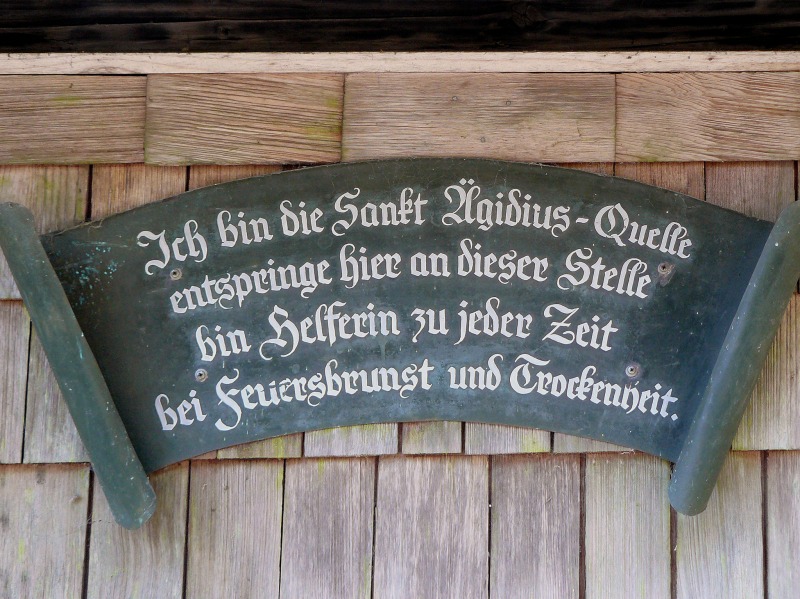 Ich bin die Sankt Ägidius-Quelle
entspringe hier an dieser Stelle
bin Helferin zu jeder Zeit
bei Feuersbrunst und Trockenheit.